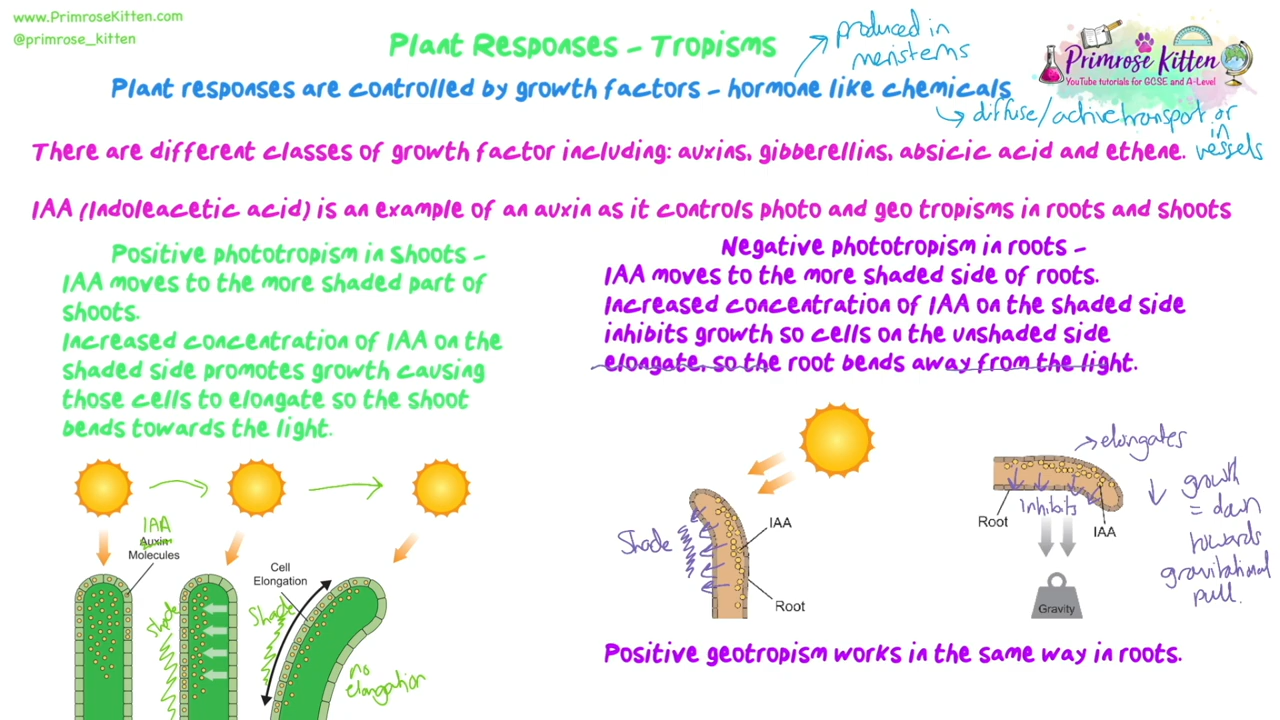 www.PrimroseKitten.com
@primrose_kitten
Plant Responses - Tropisms
produced in
meristems
Primrose Kitten
YouTube tutorials for GCSE and A-Level
Plant responses are controlled by growth factors - hormone like chemicals
diffuse/active transport or
in
vessels
There are different classes of growth factor including: auxins, gibberellins, absicic acid and ethene.
IAA (Indoleacetic acid) is an example of an auxin as it controls photo and geo tropisms in roots and shoots
Positive phototropism in Shoots -
IAA moves to the more shaded part of
shoots.
Increased concentration of IAA on the
shaded side promotes growth causing
those cells to elongate so the shoot
bends towards the light.
Negative phototropism in roots -
IAA moves to the more shaded side of roots.
Increased concentration of IAA on the shaded side
inhibits growth so cells on the unshaded side
elongate, so the root bends away from the light.
IAA
Auxin
Molecules
Shade
Cell
Elongation
Shade
no
elongation
Shade
IAA
Root
elongates
Inhibits
Root
IAA
Gravity
growth
= down
towards
gravitational
pull.
Positive geotropism works in the same way in roots.